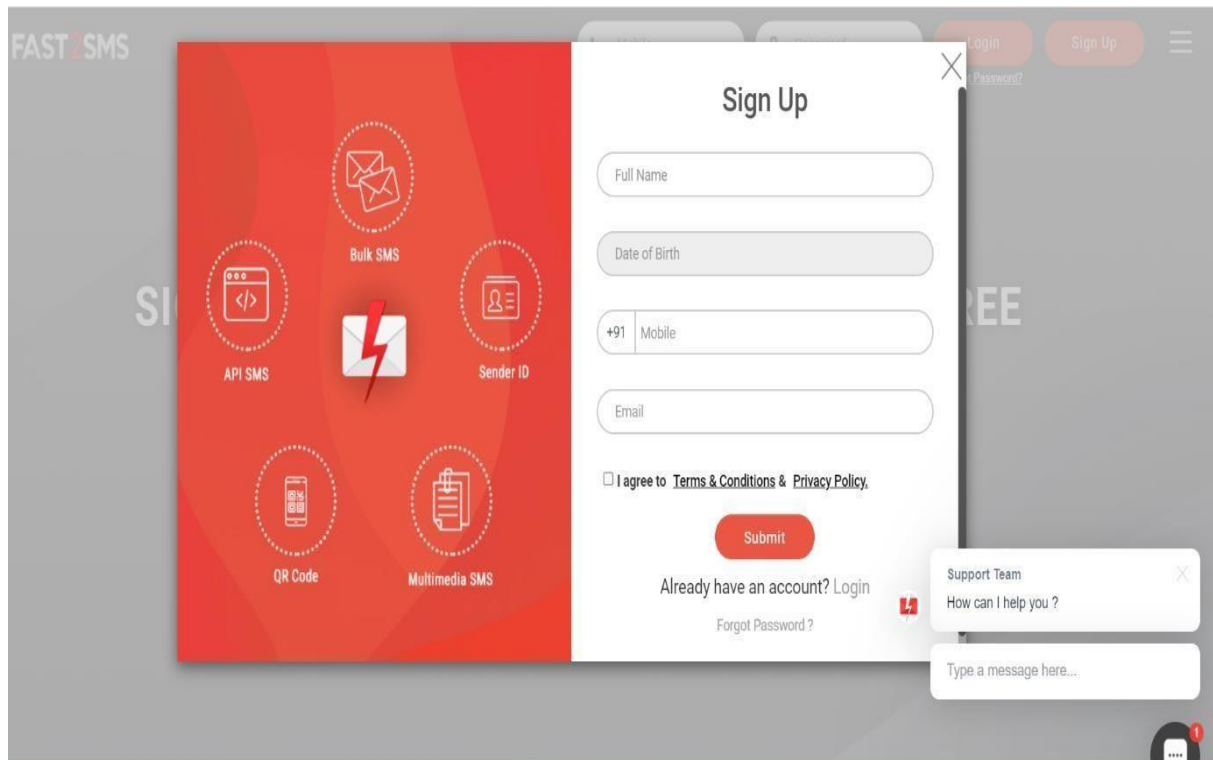 FAST2SMS
Login
Sign Up
Password?
Sign Up
Full Name
Date of Birth
+91 Mobile
Email
I agree to Terms & Conditions & Privacy Policy.
Submit
Already have an account? Login
Forgot Password ?
Bulk SMS
API SMS
Sender ID
QR Code
Multimedia SMS
Support Team
How can I help you ?
Type a message here...
1